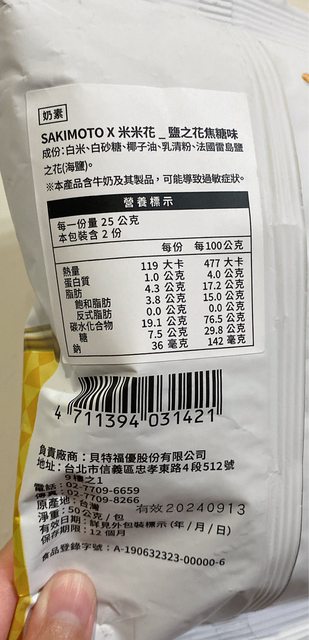 奶素
SAKIMOTO X 米米花 _ 鹽之花焦糖味
成份:白米、白砂糖、椰子油、乳清粉、法國雷島鹽
之花(海鹽)。
※本產品含牛奶及其製品，可能導致過敏症狀。
營養標示
每一份量 25 公克
本包裝含 2 份
每份 每100公克
熱量 119 大卡 477 大卡
蛋白質 1.0 公克 4.0 公克
脂肪 4.3 公克 17.2 公克
飽和脂肪 3.8 公克 15.0 公克
反式脂肪 0.0 公克 0.0 公克
碳水化合物 19.1 公克 76.5 公克
糖 7.5 公克 29.8 公克
鈉 36 毫克 142 毫克
4 711394 031421
負責廠商：貝特福優股份有限公司
地址：台北市信義區忠孝東路4段512號
9樓之1
電話：02-7709-6659
傳真：02-7709-8266
原產地：台灣 有效20240913
淨重：50公克／包
有效日期：詳見外包裝標示(年／月／日)
保存期限：12 個月
食品登錄字號：A-190632323-00000-6